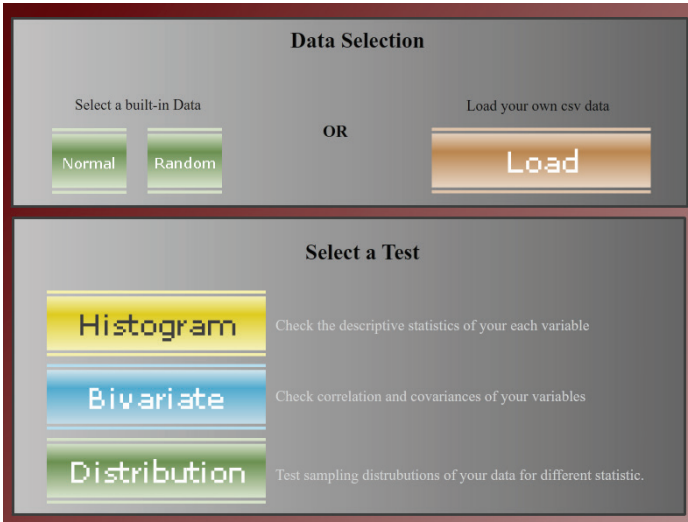 Data Selection
Select a built-in Data
Load your own csv data
OR
Normal
Random
Load
Select a Test
Histogram
Check the descriptive statistics of your each variable
Bivariate
Check correlation and covariances of your variables
Distribution
Test sampling distrubutions of your data for different statistic.